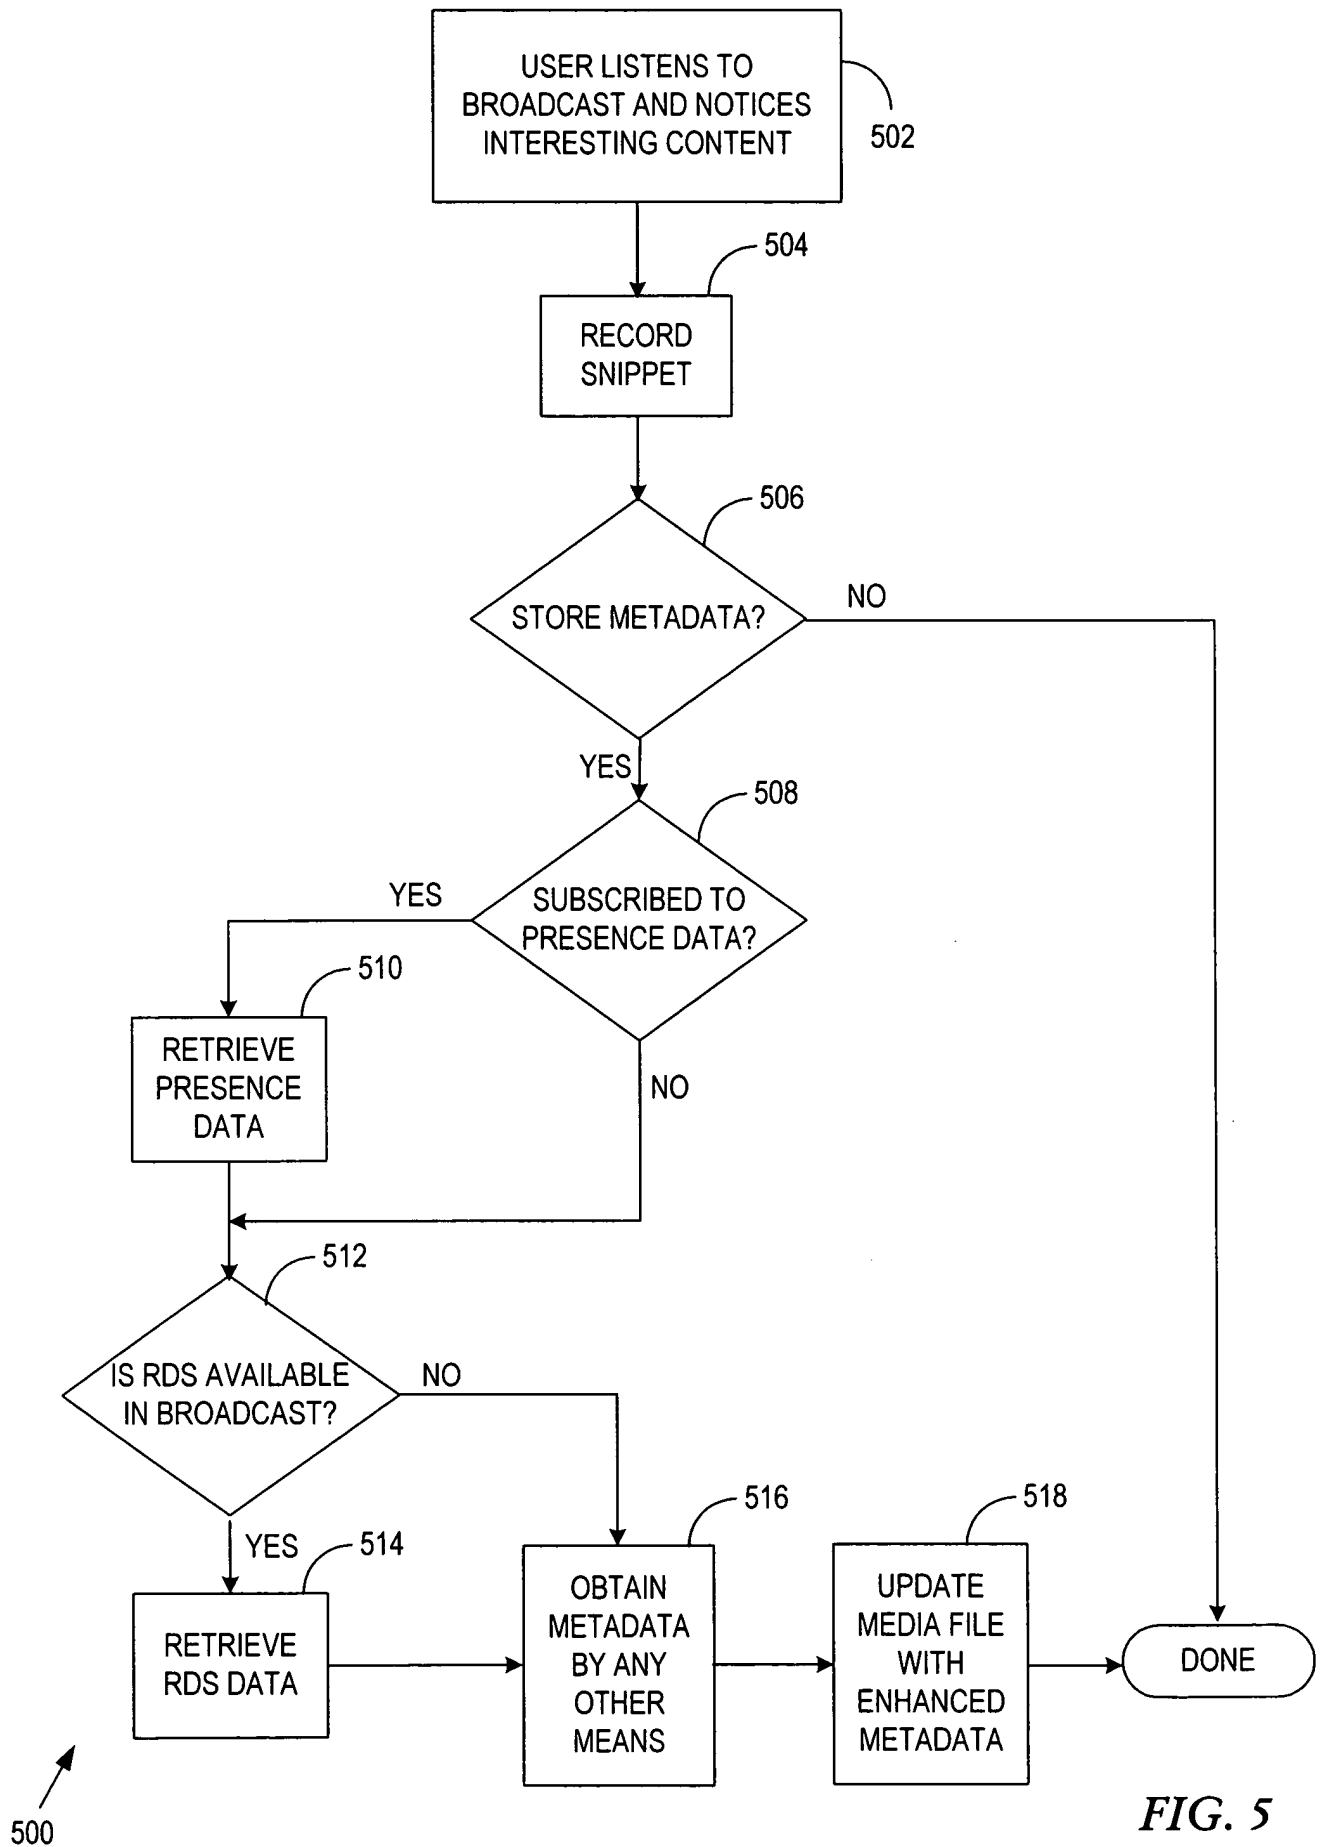 USER LISTENS TO
BROADCAST AND NOTICES
INTERESTING CONTENT
502
504
RECORD
SNIPPET
506
STORE METADATA?
NO
YES
508
SUBSCRIBED TO
PRESENCE DATA?
YES
NO
510
RETRIEVE
PRESENCE
DATA
512
IS RDS AVAILABLE
IN BROADCAST?
NO
YES
514
RETRIEVE
RDS DATA
516
OBTAIN
METADATA
BY ANY
OTHER
MEANS
518
UPDATE
MEDIA FILE
WITH
ENHANCED
METADATA
DONE
500
FIG. 5